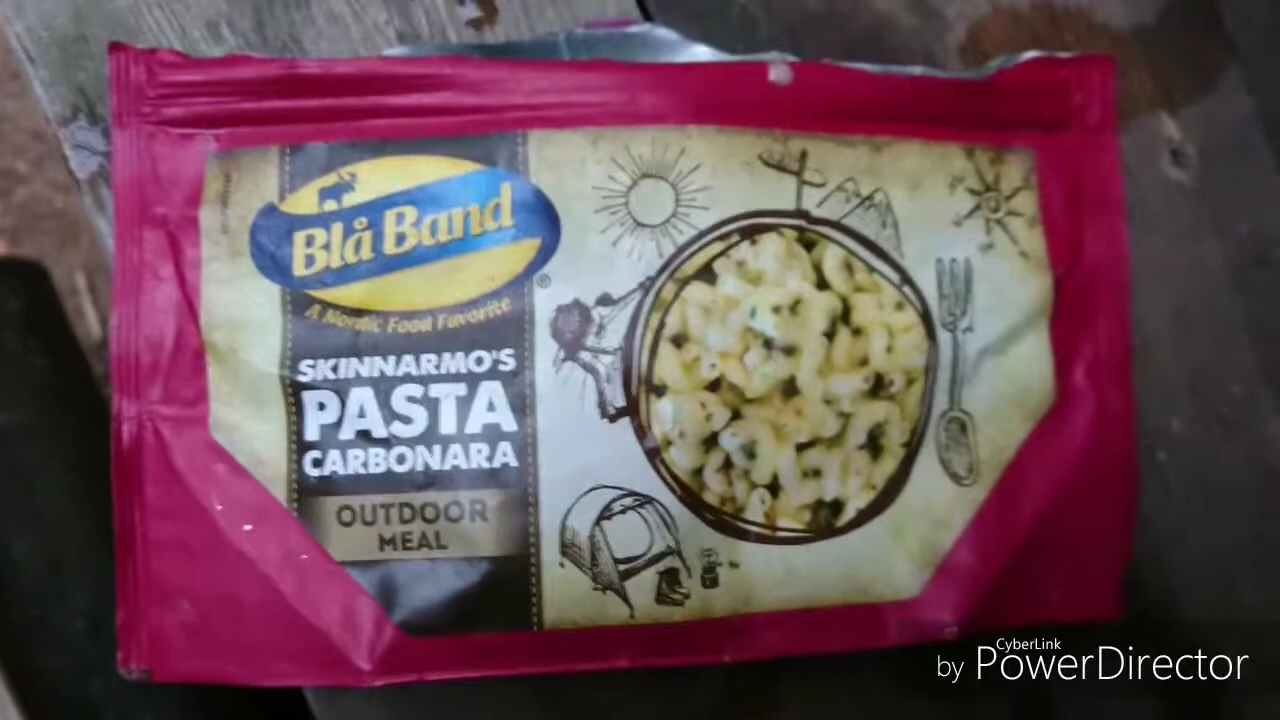 Blå Band
®
A Nordic Food Favorite
SKINNARMO'S
PASTA
CARBONARA
OUTDOOR
MEAL
CyberLink
by PowerDirector